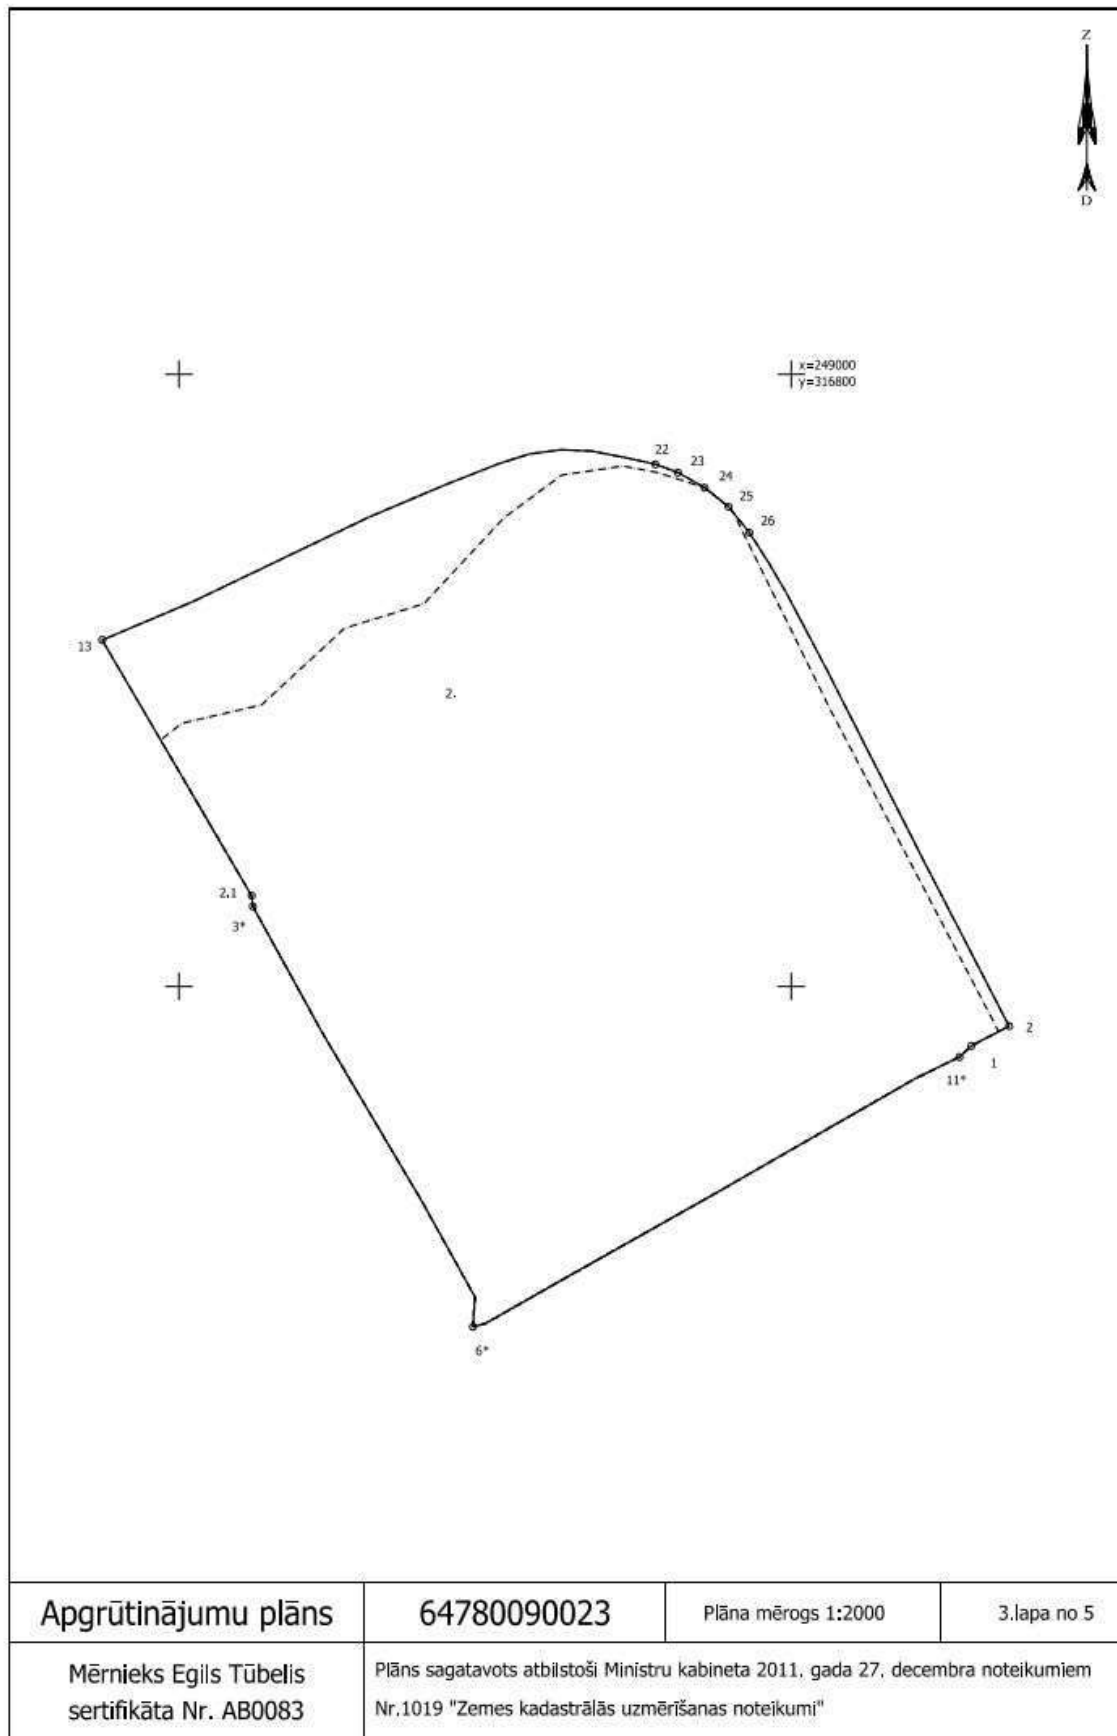 Z
D
x=249000
y=316800
22
23
24
25
26
13
2.
2.1
3*
2
1
11*
6*
Apgrūtinājumu plāns
64780090023
Plāna mērogs 1:2000
3.lapa no 5
Mērnieks Egils Tūbelis
sertifikāta Nr. AB0083
Plāns sagatavots atbilstoši Ministru kabineta 2011. gada 27. decembra noteikumiem
Nr.1019 "Zemes kadastrālās uzmērīšanas noteikumi"